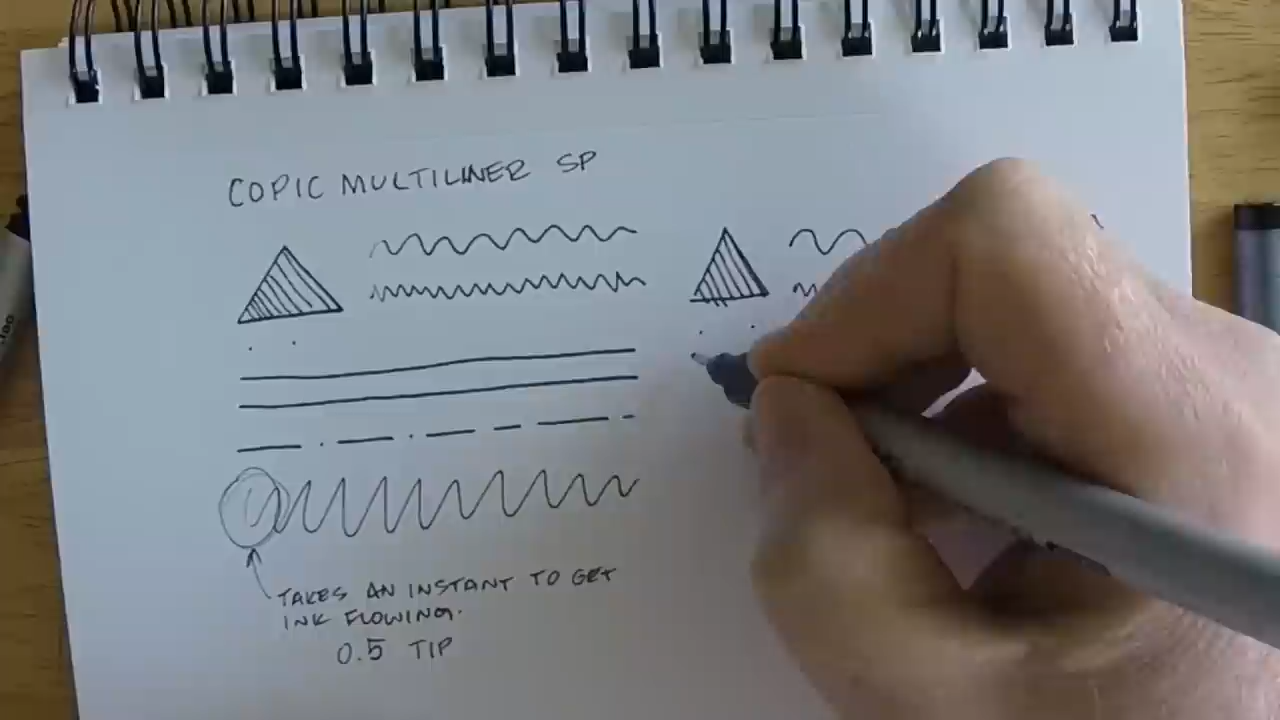 COPIC MULTILINER SP
TAKES AN INSTANT TO GET
INK FLOWING.
0.5 TIP